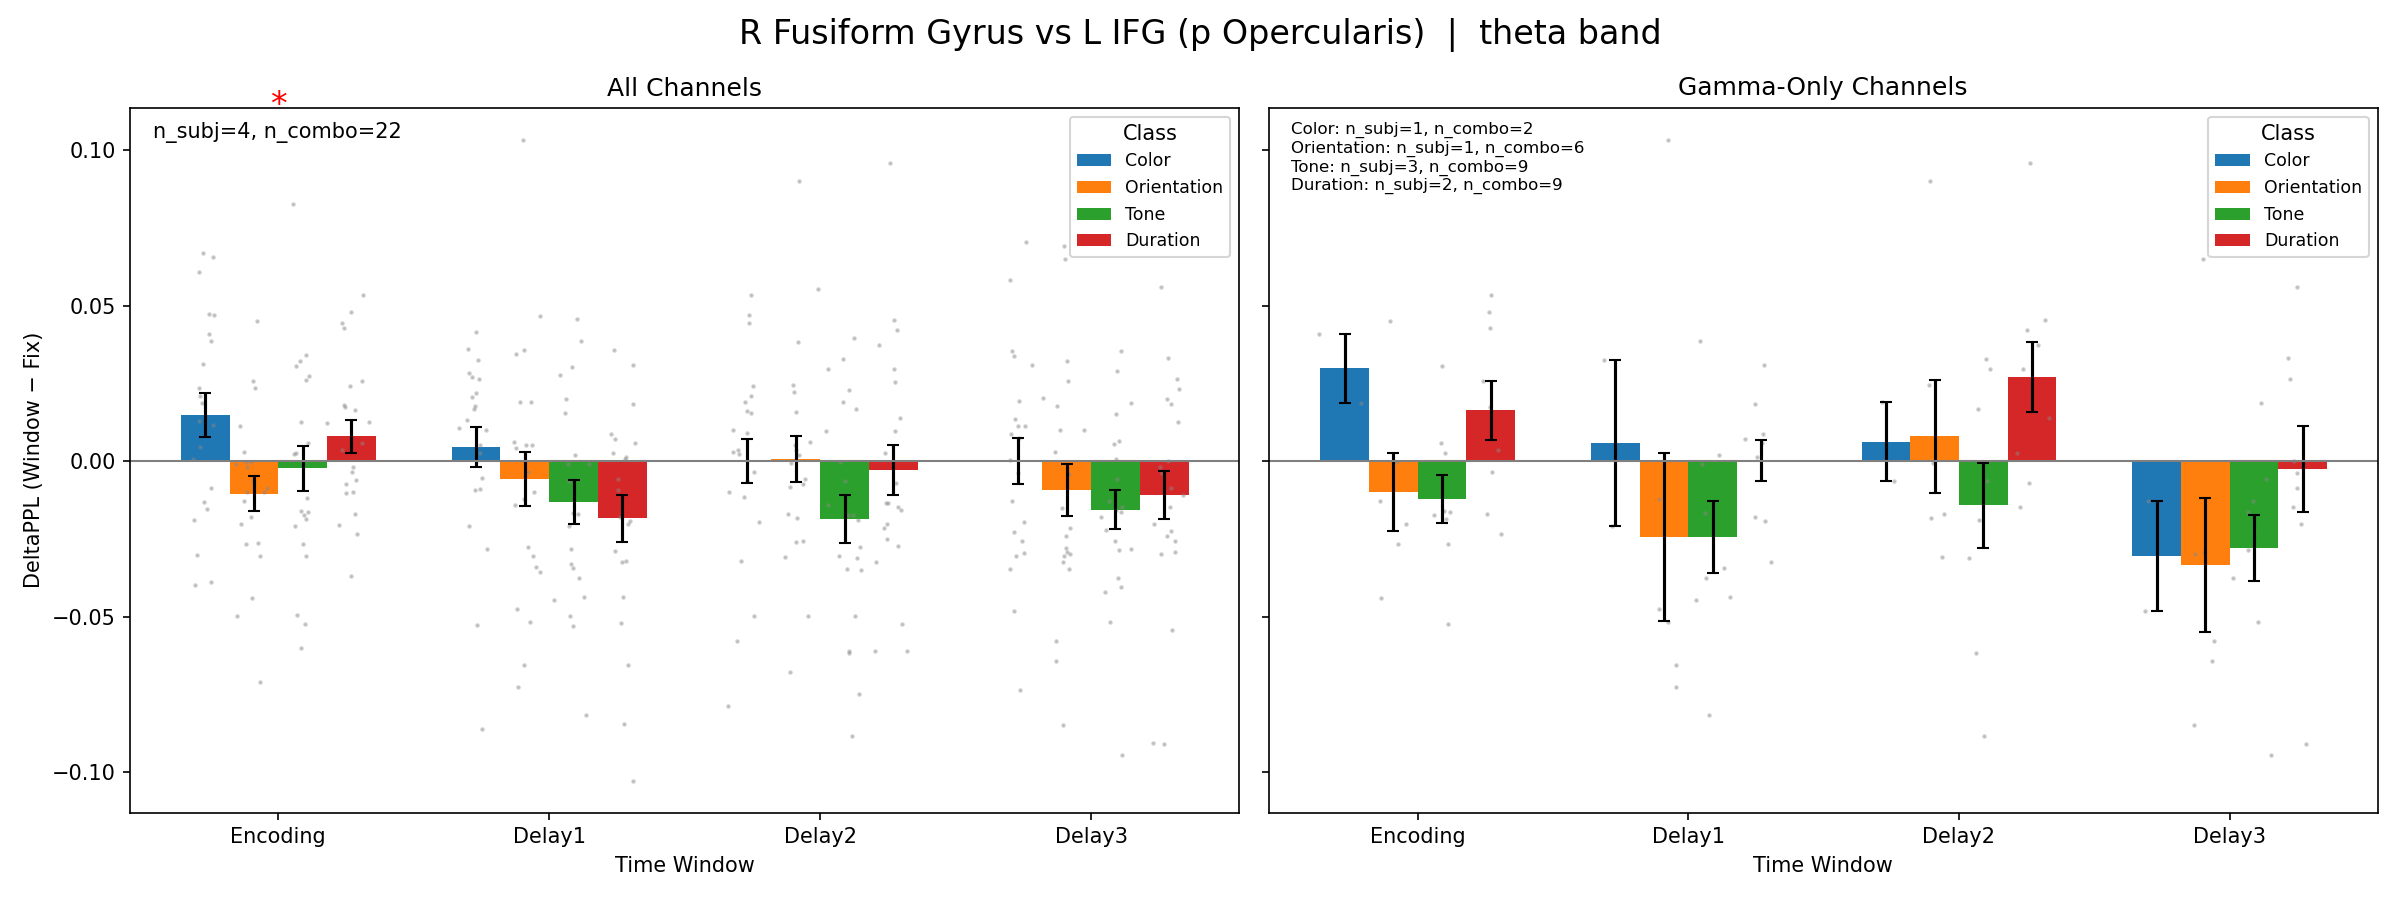 R Fusiform Gyrus vs L IFG (p Opercularis) | theta band
All Channels
*
n_subj=4, n_combo=22
Class
Color
Orientation
Tone
Duration
0.10
0.05
0.00
−0.05
−0.10
DeltaPPL (Window − Fix)
Encoding
Delay1
Delay2
Delay3
Time Window
Gamma-Only Channels
Color: n_subj=1, n_combo=2
Orientation: n_subj=1, n_combo=6
Tone: n_subj=3, n_combo=9
Duration: n_subj=2, n_combo=9
Class
Color
Orientation
Tone
Duration
Encoding
Delay1
Delay2
Delay3
Time Window